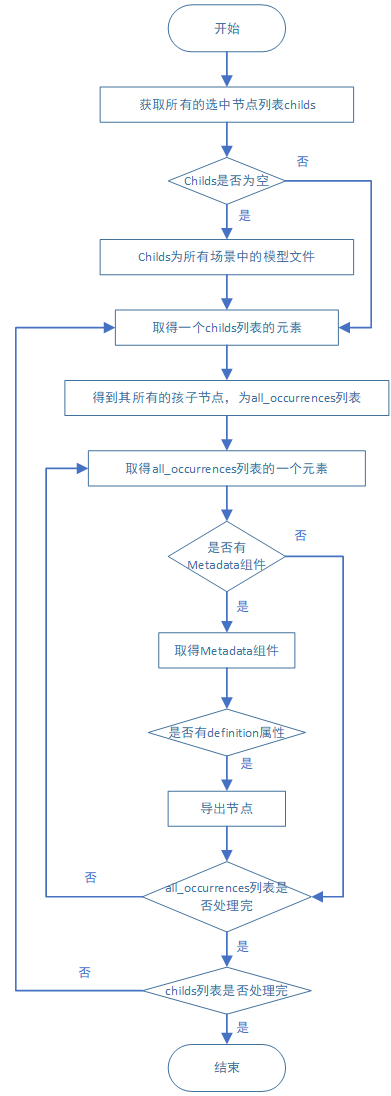 开始
获取所有的选中节点列表childs
Childs是否为空
否
是
Childs为所有场景中的模型文件
取得一个childs列表的元素
得到其所有的孩子节点，为all_occurrences列表
取得all_occurrences列表的一个元素
是否有
Metadata组件
否
是
取得Metadata组件
是否有definition属性
是
导出节点
all_occurrences列表是
否处理完
否
是
childs列表是否处理完
否
是
结束